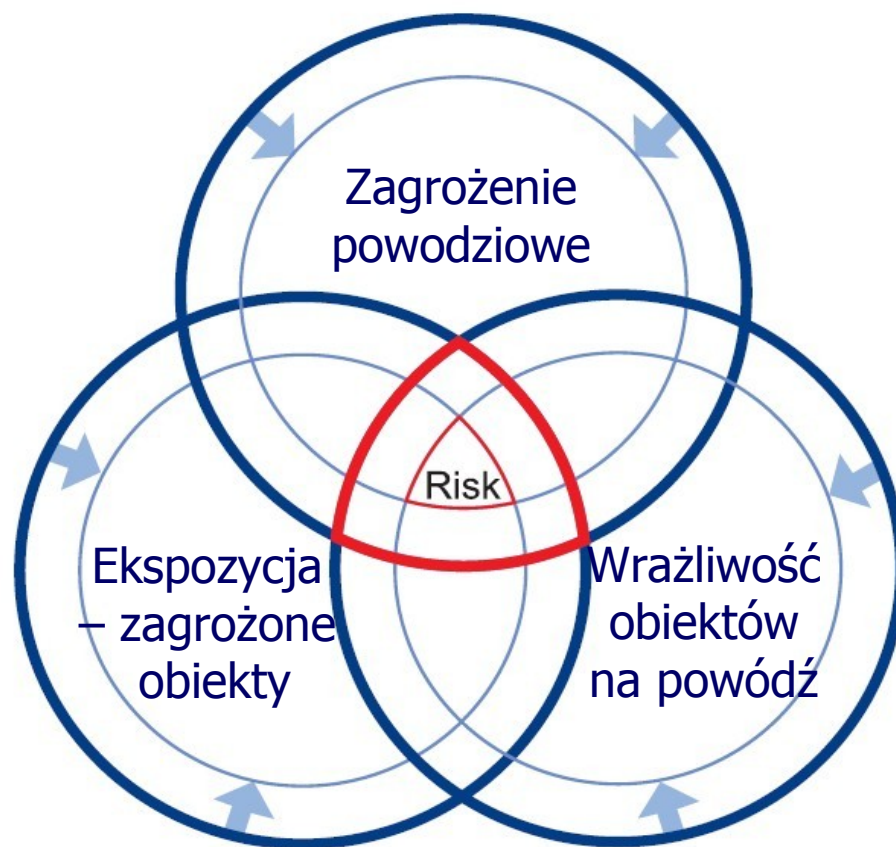 Zagrożenie
powodziowe
Risk
Ekspozycja
– zagrożone
obiekty
Wrażliwość
obiektów
na powódź